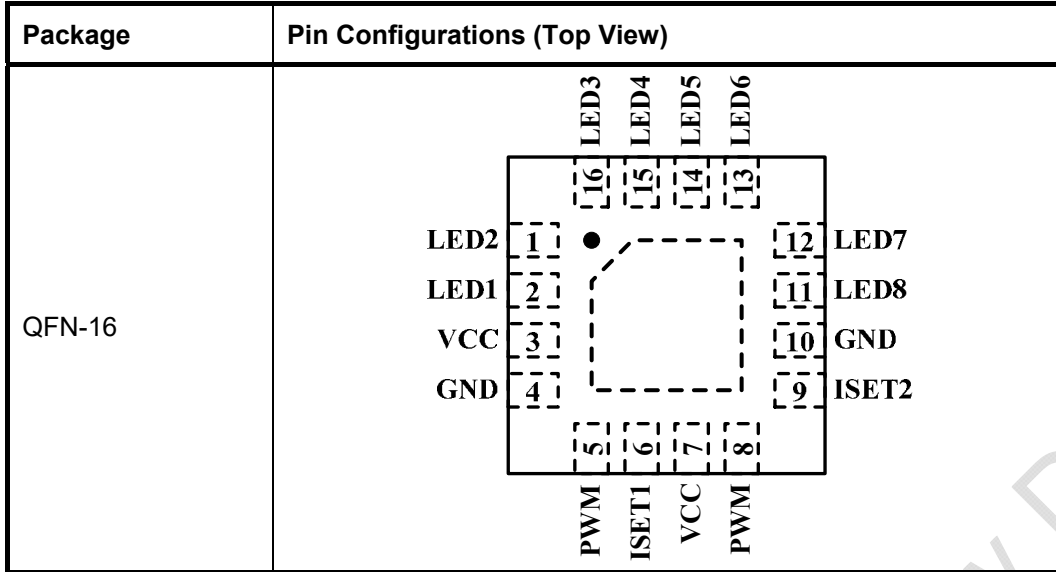 Package
Pin Configurations (Top View)
QFN-16
LED3 LED4 LED5 LED6
16 15 14 13
LED2 1
LED1 2
VCC 3
GND 4
12 LED7
11 LED8
10 GND
9 ISET2
5 6 7 8
PWM ISET1 VCC PWM